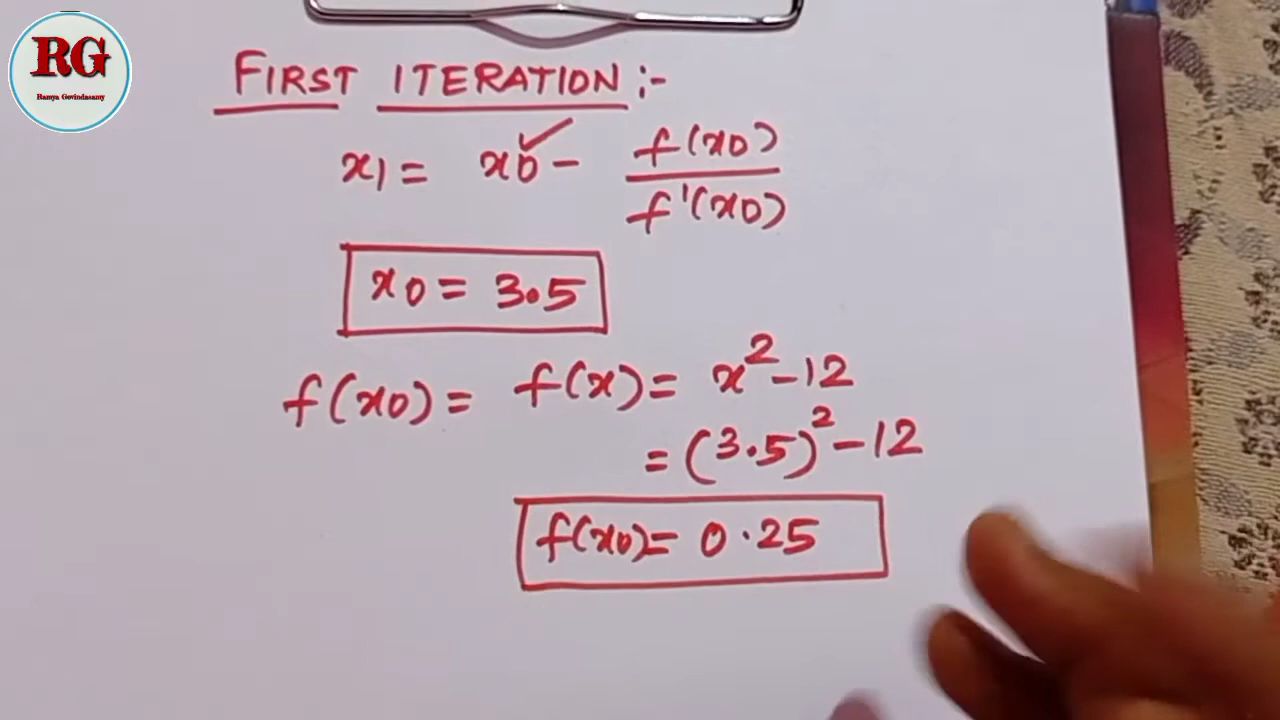 RG
Ramya Govindasamy
FIRST ITERATION :-
x1 = x0 - f(x0)
f'(x0)
x0 = 3.5
f(x0) = f(x) = x² - 12
= (3.5)² - 12
f(x0) = 0.25